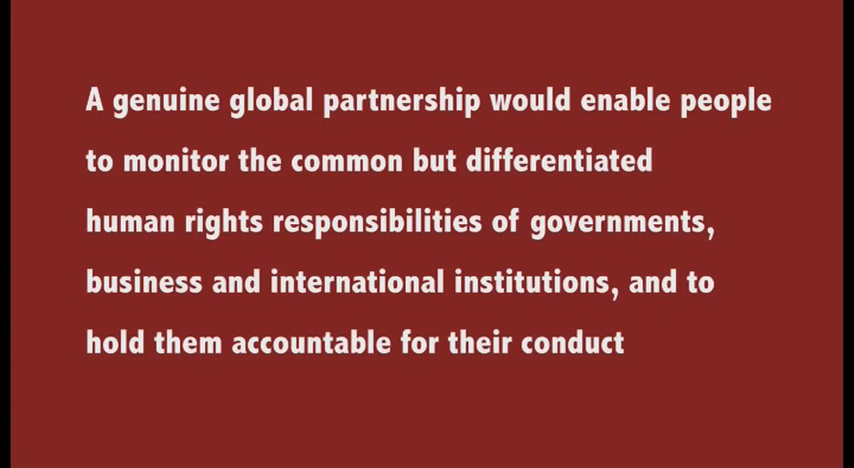 A genuine global partnership would enable people
to monitor the common but differentiated
human rights responsibilities of governments,
business and international institutions, and to
hold them accountable for their conduct